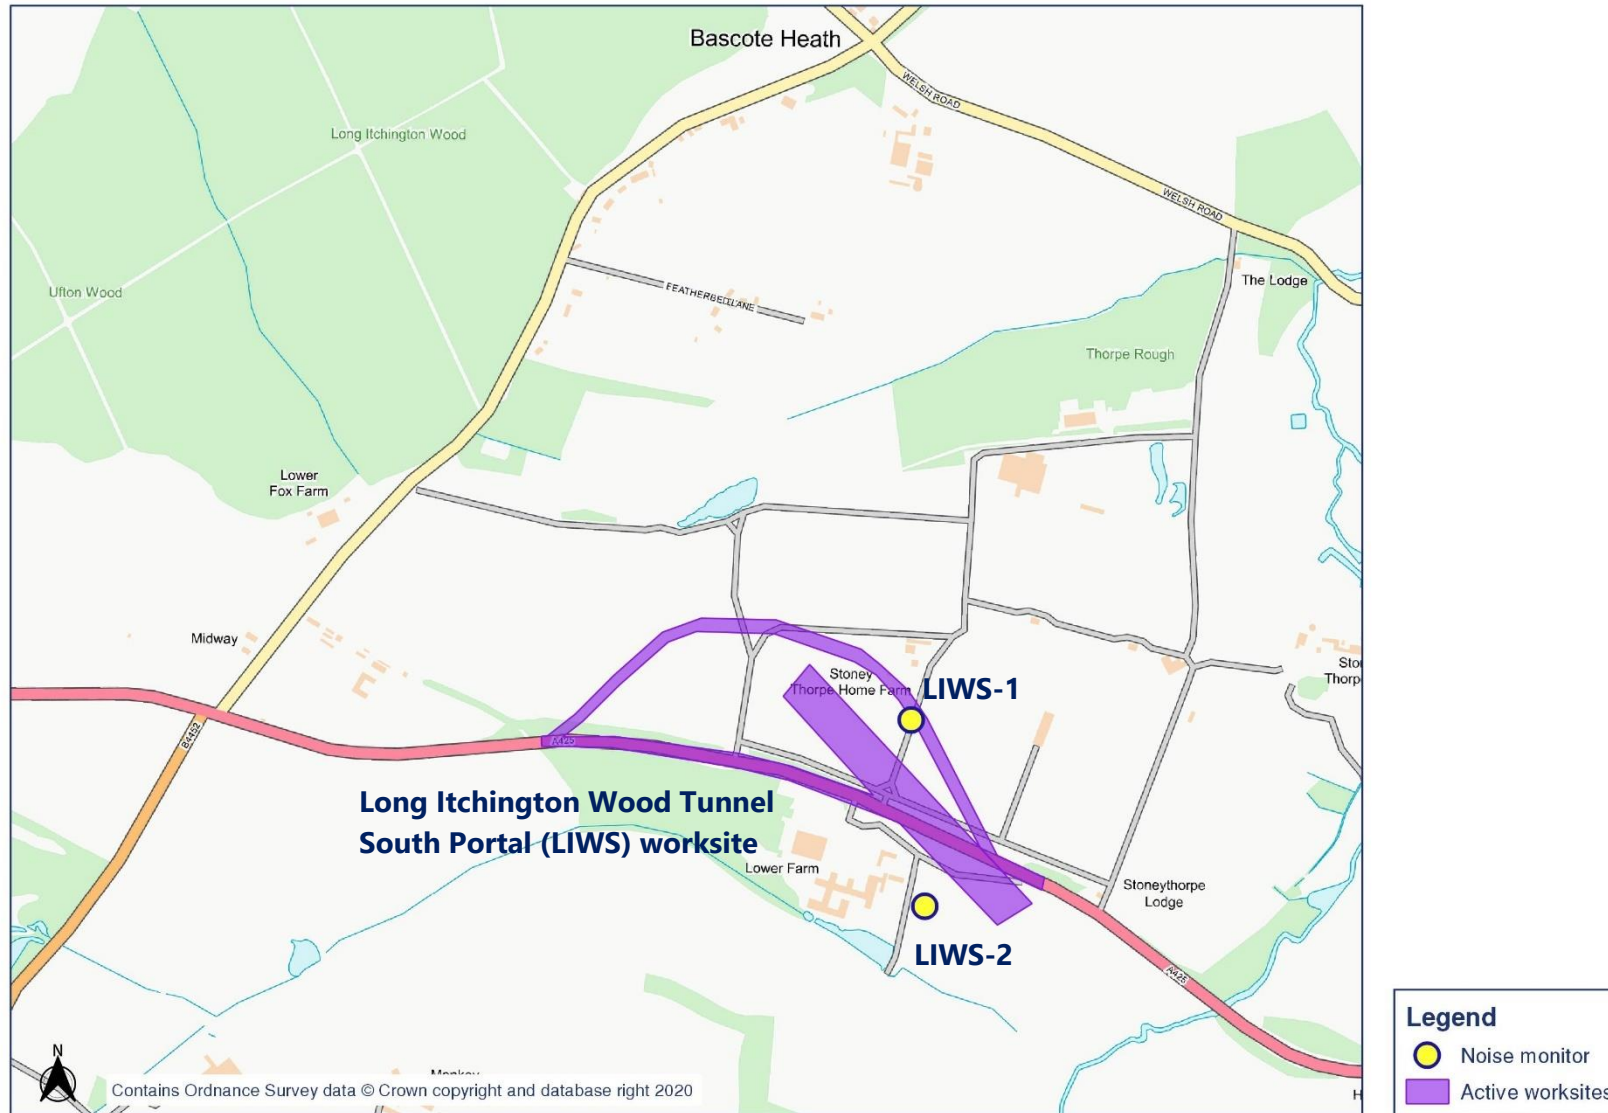 Bascote Heath
WELSH ROAD
Long Itchington Wood
WELSH ROAD
Ufton Wood
The Lodge
FEATHERBED LANE
Thorpe Rough
Lower
Fox Farm
Midway
Stoney
Thorpe Home Farm
LIWS-1
B4452
A425
Long Itchington Wood Tunnel
South Portal (LIWS) worksite
Lower Farm
Stoneythorpe
Lodge
LIWS-2
A425
N
Contains Ordnance Survey data © Crown copyright and database right 2020
Legend
Noise monitor
Active worksites